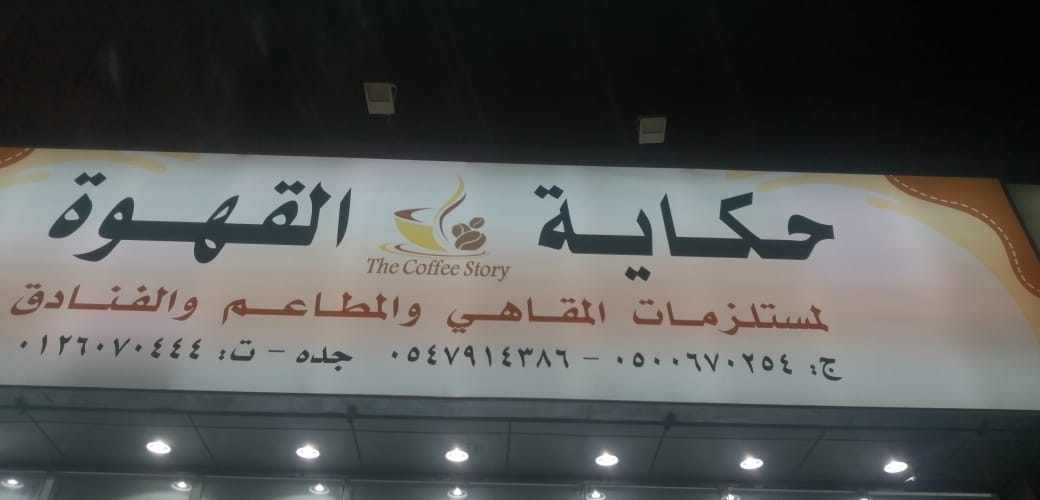 حكاية القهوة
The Coffee Story
لمستلزمات المقاهي والمطاعم والفنادق
ج: ٠٥٠٠٦٧٠٢٥٤ - ٠٥٤٧٩١٤٣٨٦ جده - ت: ٠١٢٦٠٧٠٤٤٤